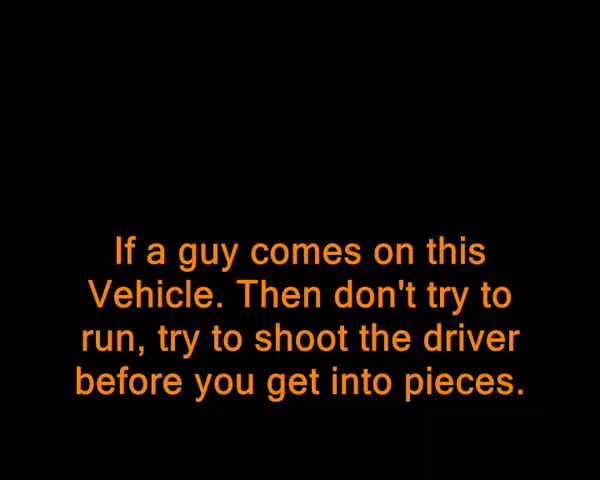 If a guy comes on this
Vehicle. Then don't try to
run, try to shoot the driver
before you get into pieces.